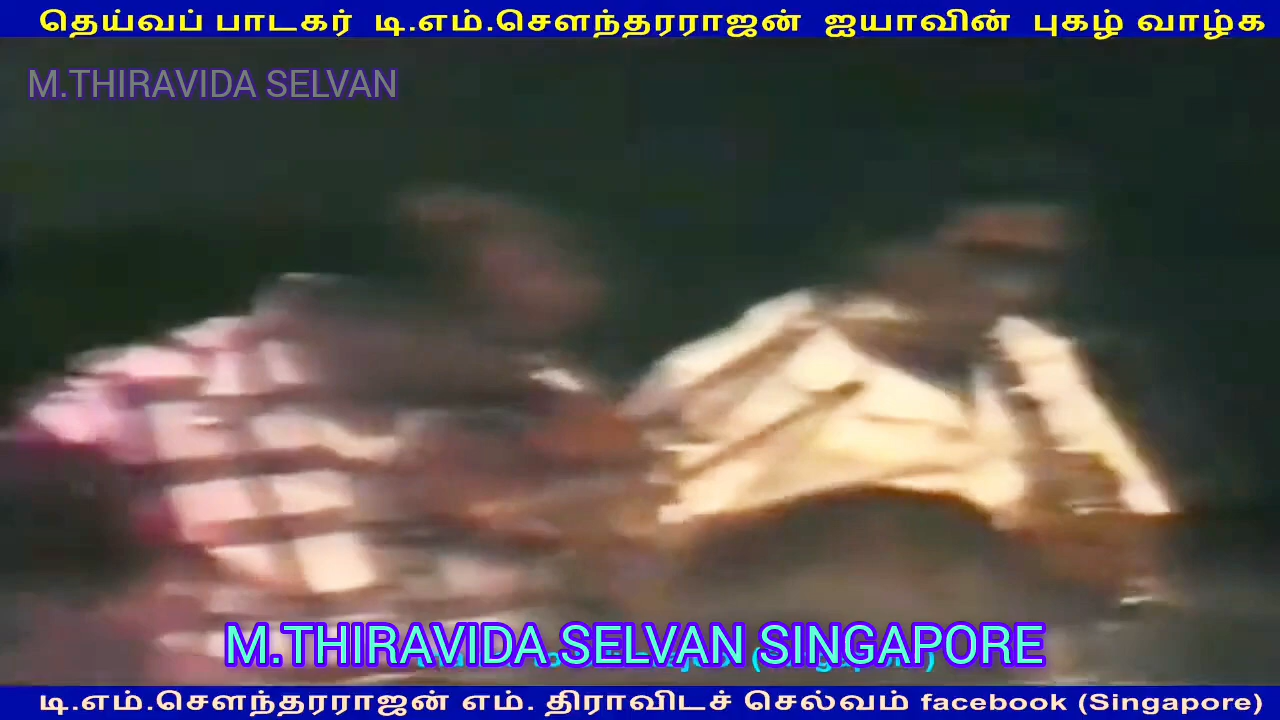 தெய்வப் பாடகர் டி.எம்.சௌந்தரராஜன் ஐயாவின் புகழ் வாழ்க
M.THIRAVIDA SELVAN
M.THIRAVIDA SELVAN SINGAPORE
டி.எம்.சௌந்தரராஜன் எம். திராவிடச் செல்வம் facebook (Singapore)